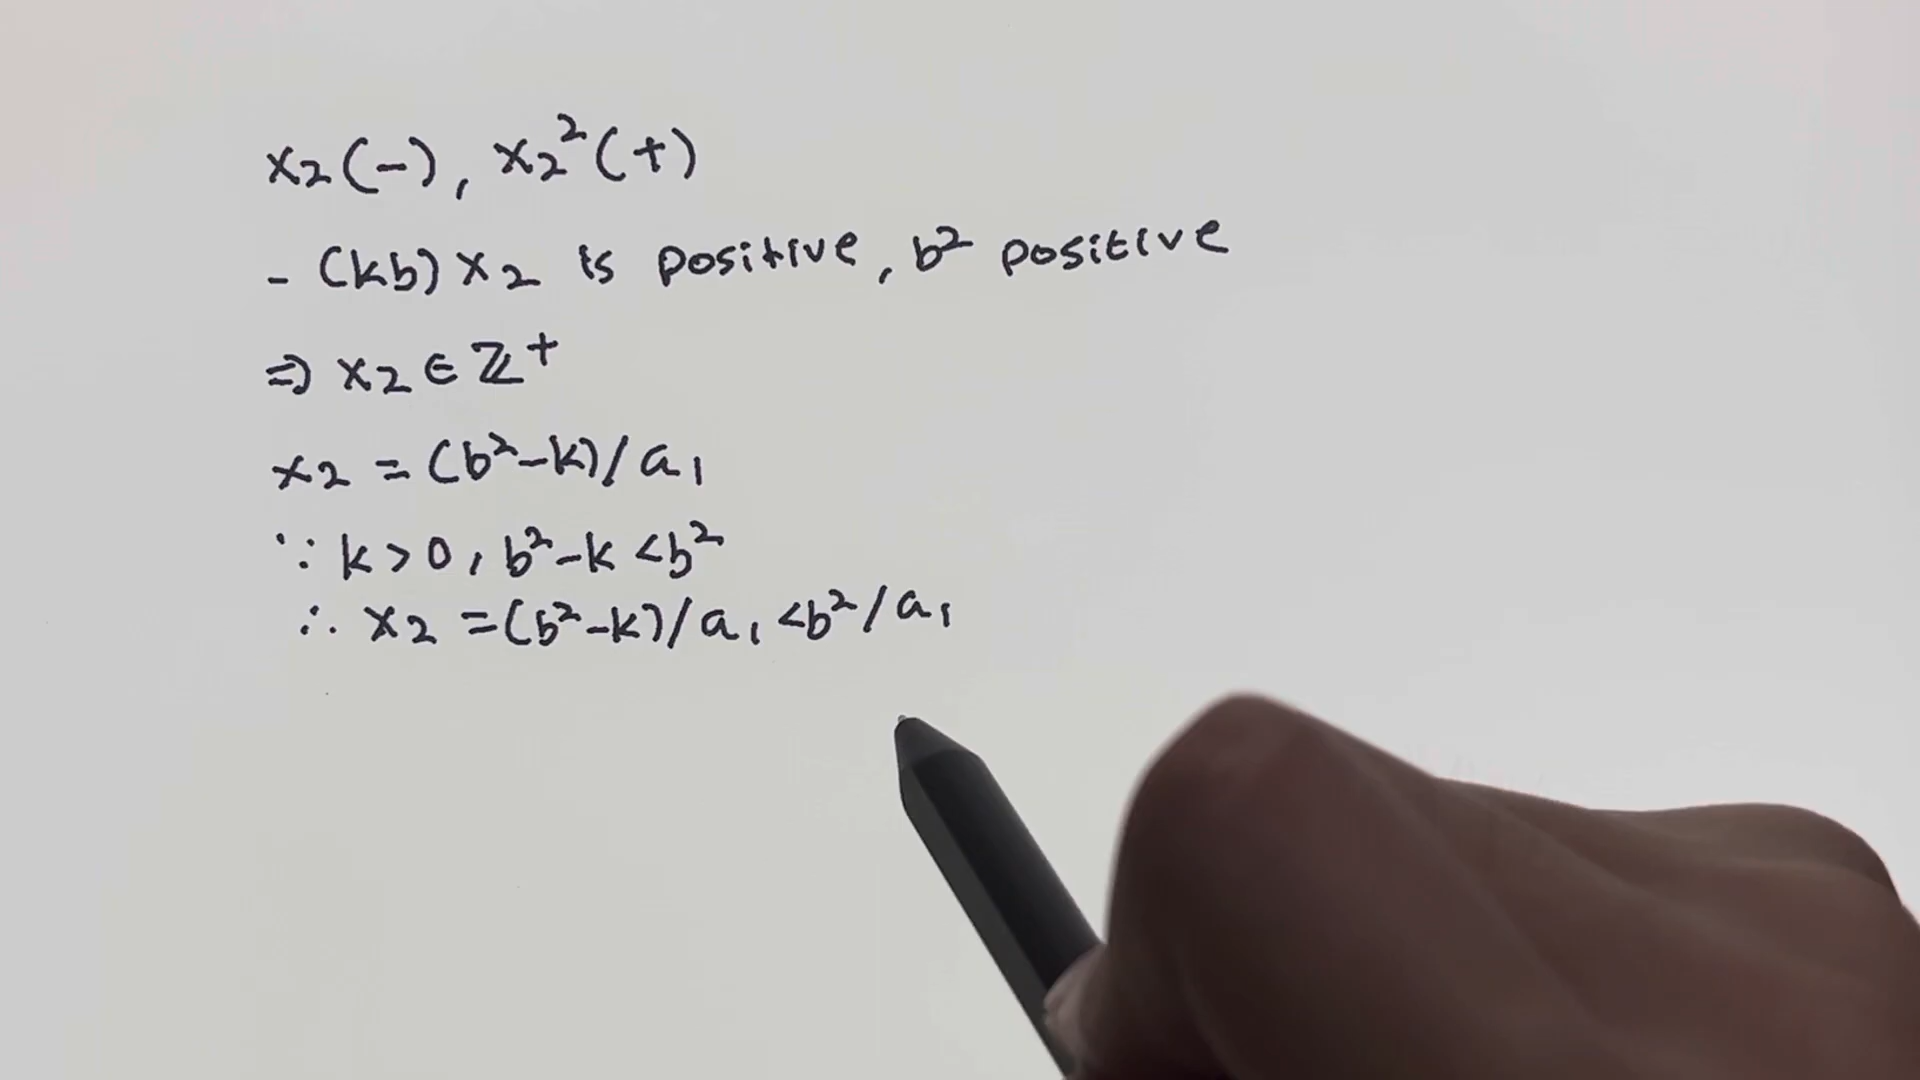 x₂(-), x₂²(+)
-(kb)x₂ is positive, b² positive
⇒ x₂ ∈ ℤ⁺
x₂ = (b²-k)/a₁
∵ k>0, b²-k<b²
∴ x₂ =(b²-k)/a₁<b²/a₁